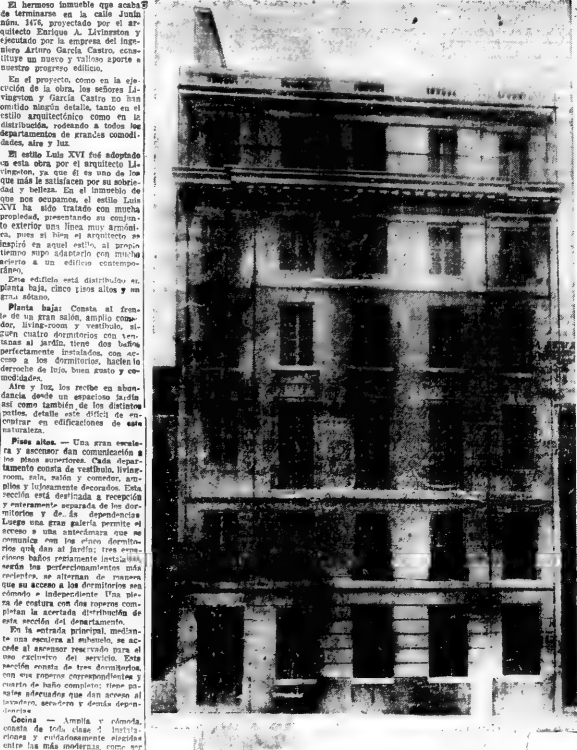 El hermoso inmueble que acaba
de terminarse en la calle Junín
núm. 1476, proyectado por el ar-
quitecto Enrique A. Livingston y
ejecutado por la empresa del inge-
niero Arturo García Castro, cons-
tituye un nuevo y valioso aporte a
nuestro progreso edilicio.
En el proyecto, como en la eje-
cución de la obra, los señores Li-
vingston y García Castro no han
omitido ningún detalle, tanto en el
estilo arquitectónico como en la
distribución, rodeando a todos los
departamentos de grandes comodi-
dades, aire y luz.
El estilo Luis XVI fué adoptado
en esta obra por el arquitecto Li-
vingston, ya que él es uno de los
que más le satisfacen por su sobrie-
dad y belleza. En el inmueble de
que nos ocupamos, el estilo Luis
XVI ha sido tratado con mucha
propiedad, presentando su conjun-
to exterior una línea muy armóni-
ca, pues si bien el arquitecto se
inspiró en aquel estilo, al propio
tiempo supo adaptarlo con mucho
acierto a un edificio contempo-
ráneo.
Este edificio está distribuído en
planta baja, cinco pisos altos y un
gran sótano.
Planta baja: Consta al fren-
te de un gran salón, amplio come-
dor, living-room y vestíbulo, si-
guen cuatro dormitorios con ven-
tanas al jardín, tiene dos baños
perfectamente instalados, con ac-
ceso a los dormitorios, haciendo
derroche de lujo, buen gusto y co-
modidades.
Aire y luz, los recibe en abun-
dancia desde un espacioso jardín
así como también de los distintos
patios, detalle este difícil de en-
contrar en edificaciones de esta
naturaleza.
Pisos altos. — Una gran escale-
ra y ascensor dan comunicación a
los pisos superiores. Cada depar-
tamento consta de vestíbulo, living-
room, sala, salón y comedor, am-
plios y lujosamente decorados. Esta
sección está destinada a recepción
y enteramente separada de los dor-
mitorios y demás dependencias
Luego una gran galería permite el
acceso a una antecámara que se
comunica con los cinco dormito-
rios que dan al jardín; tres espa-
ciosos baños regiamente instalados
según los perfeccionamientos más
recientes, se alternan de manera
que su acceso a los dormitorios sea
cómodo e independiente Una pie-
za de costura con dos roperos com-
pletan la acertada distribución de
esta sección del departamento.
En la entrada principal, median-
te una escalera al subsuelo, se ac-
cede al ascensor reservado para el
uso exclusivo del servicio. Esta
sección consta de tres dormitorios,
con sus roperos correspondientes y
cuarto de baño completo; tiene pa-
sajes adecuados que dan acceso al
lavadero, secadero y demás depen-
dencias
Cocina — Amplia y cómoda,
consta de toda clase d instala-
ciones y cuidadosamente elegidas
entre las más modernas, como ser